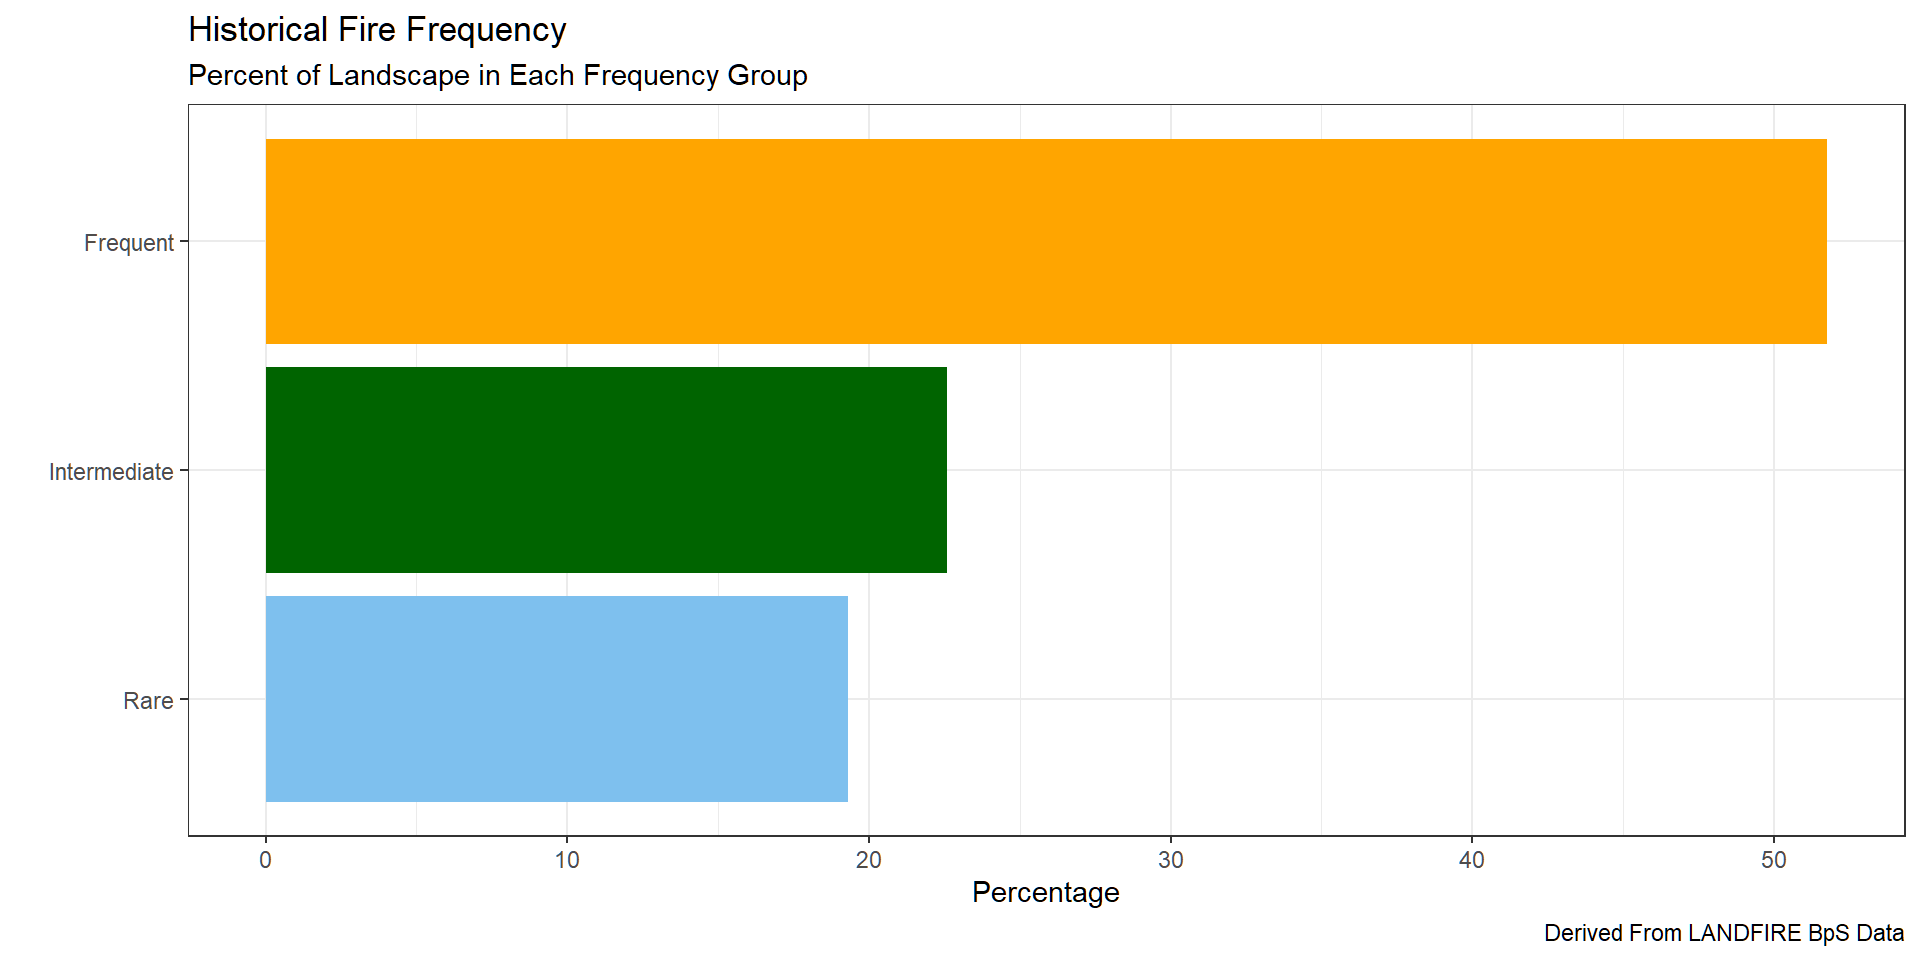 Historical Fire Frequency
Percent of Landscape in Each Frequency Group
Frequent
Intermediate
Rare
0 10 20 30 40 50
Percentage
Derived From LANDFIRE BpS Data